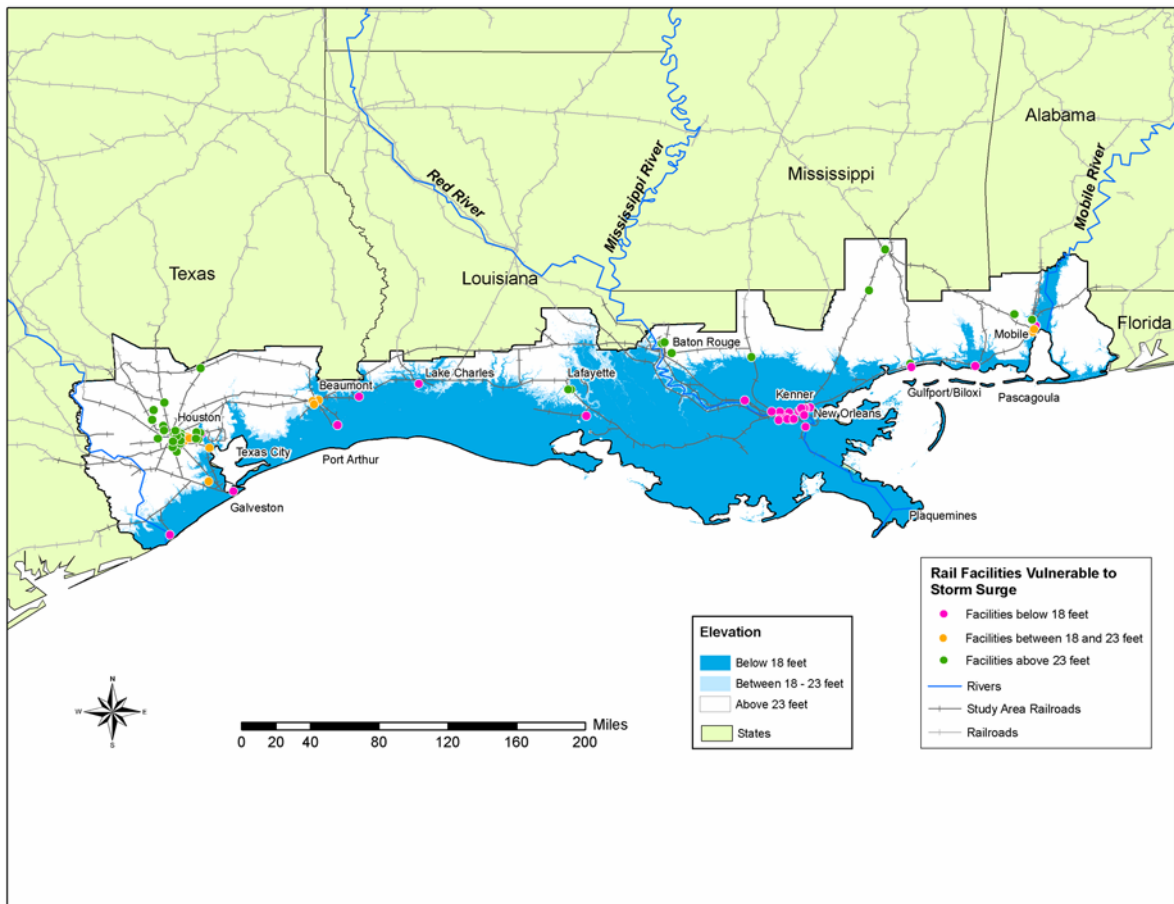 Alabama
Mississippi
Mobile River
Mississippi River
Red River
Texas
Louisiana
Florida
Mobile
Baton Rouge
Lake Charles
Lafayette
Beaumont
Kenner
Gulfport/Biloxi
Pascagoula
Houston
New Orleans
Texas City
Port Arthur
Galveston
Plaquemines
Rail Facilities Vulnerable to
Storm Surge
Facilities below 18 feet
Facilities between 18 and 23 feet
Facilities above 23 feet
Rivers
Study Area Railroads
Railroads
Elevation
Below 18 feet
Between 18 - 23 feet
Above 23 feet
States
N
W E
S
Miles
0 20 40 80 120 160 200